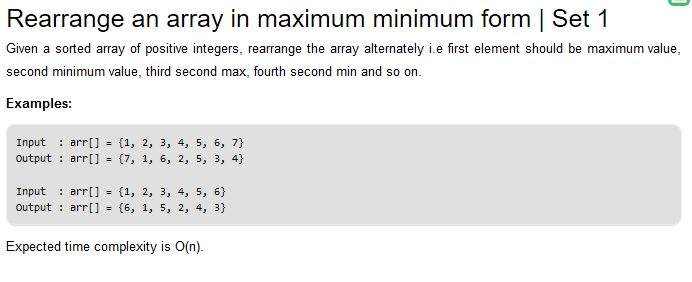 Rearrange an array in maximum minimum form | Set 1
Given a sorted array of positive integers, rearrange the array alternately i.e first element should be maximum value,
second minimum value, third second max, fourth second min and so on.
Examples:
Input  : arr[] = {1, 2, 3, 4, 5, 6, 7}
Output : arr[] = {7, 1, 6, 2, 5, 3, 4}
Input  : arr[] = {1, 2, 3, 4, 5, 6}
Output : arr[] = {6, 1, 5, 2, 4, 3}
Expected time complexity is O(n).